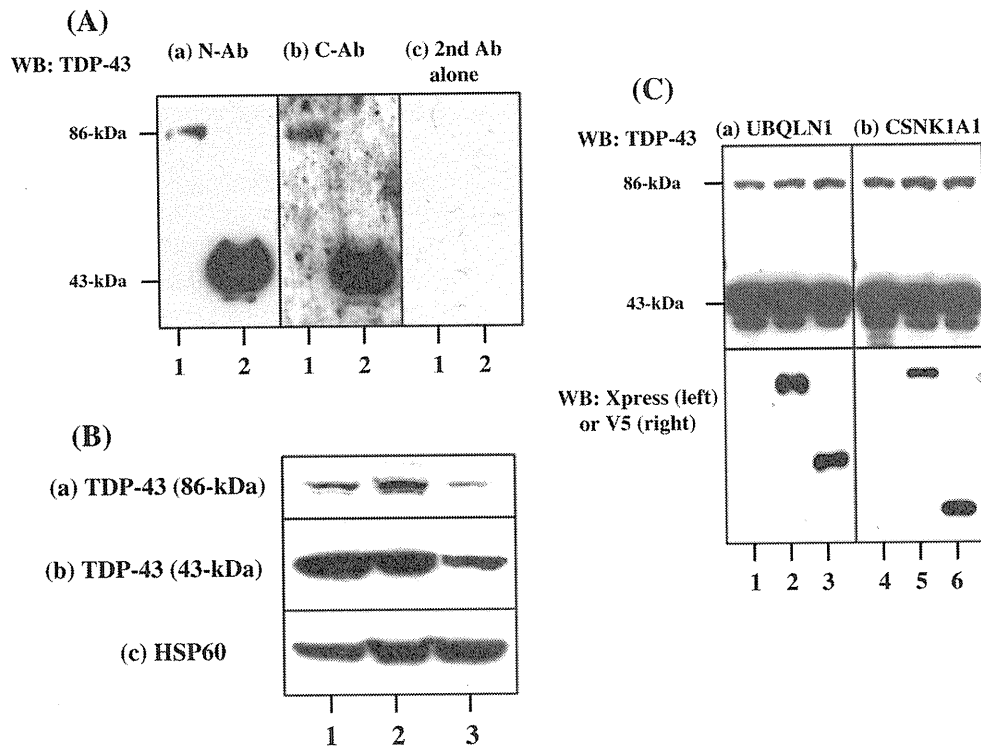 (A)
WB: TDP-43
(a) N-Ab
(b) C-Ab
(c) 2nd Ab
alone
86-kDa
43-kDa
1 2 1 2 1 2
(B)
(a) TDP-43 (86-kDa)
(b) TDP-43 (43-kDa)
(c) HSP60
1 2 3
(C)
WB: TDP-43
(a) UBQLN1
(b) CSNK1A1
86-kDa
43-kDa
WB: Xpress (left)
or V5 (right)
1 2 3 4 5 6